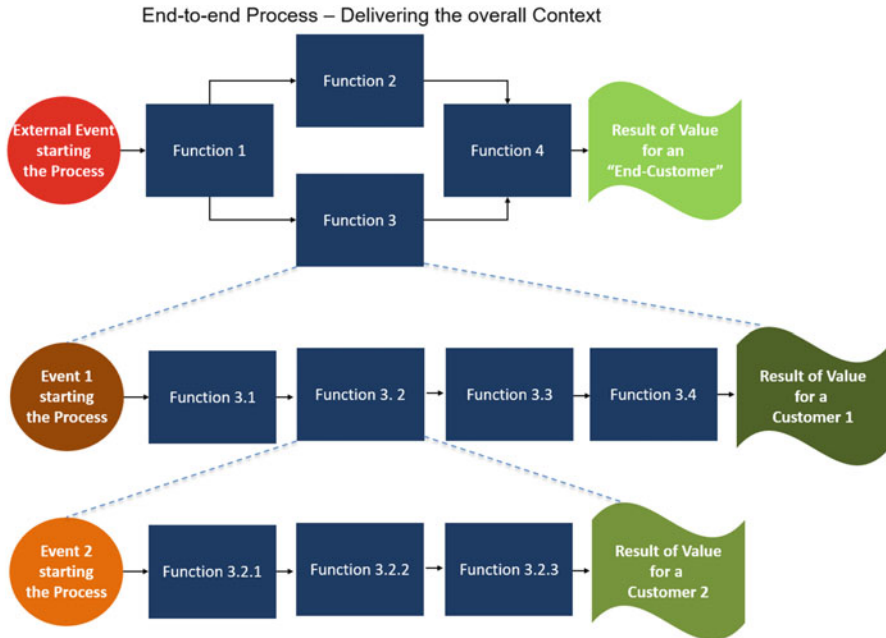 End-to-end Process – Delivering the overall Context
Function 2
External Event
starting
the Process
Function 1
Function 4
Result of Value
for an
“End-Customer”
Function 3
Event 1
starting
the Process
Function 3.1
Function 3. 2
Function 3.3
Function 3.4
Result of Value
for a
Customer 1
Event 2
starting
the Process
Function 3.2.1
Function 3.2.2
Function 3.2.3
Result of Value
for a
Customer 2